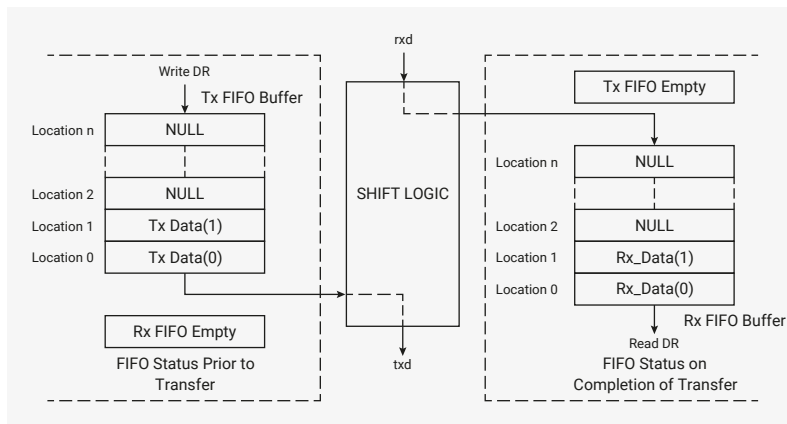 Write DR
Tx FIFO Buffer
Location n
NULL
Location 2
NULL
Location 1
Tx Data(1)
Location 0
Tx Data(0)
Rx FIFO Empty
FIFO Status Prior to
Transfer
rxd
SHIFT LOGIC
txd
Tx FIFO Empty
Location n
NULL
Location 2
NULL
Location 1
Rx_Data(1)
Location 0
Rx_Data(0)
Rx FIFO Buffer
Read DR
FIFO Status on
Completion of Transfer